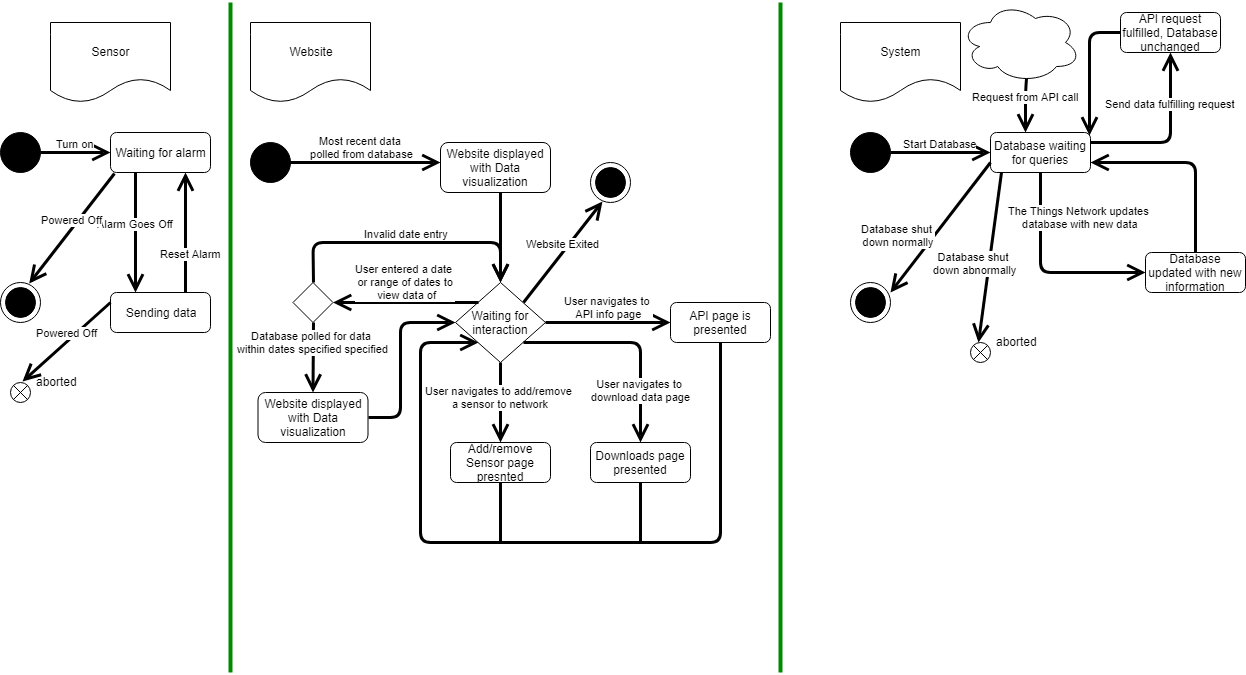 Sensor
Turn on
Waiting for alarm
Powered Off
Alarm Goes Off
Reset Alarm
Sending data
Powered Off
aborted
Website
Most recent data
polled from database
Website displayed
with Data
visualization
Invalid date entry
Website Exited
User entered a date
or range of dates to
view data of
Waiting for
interaction
User navigates to
API info page
API page is
presented
Database polled for data
within dates specified specified
Website displayed
with Data
visualization
User navigates to add/remove
a sensor to network
User navigates to
download data page
Add/remove
Sensor page
presnted
Downloads page
presented
System
API request
fulfilled, Database
unchanged
Request from API call
Send data fulfilling request
Start Database
Database waiting
for queries
The Things Network updates
database with new data
Database shut
down normally
Database shut
down abnormally
Database
updated with new
information
aborted